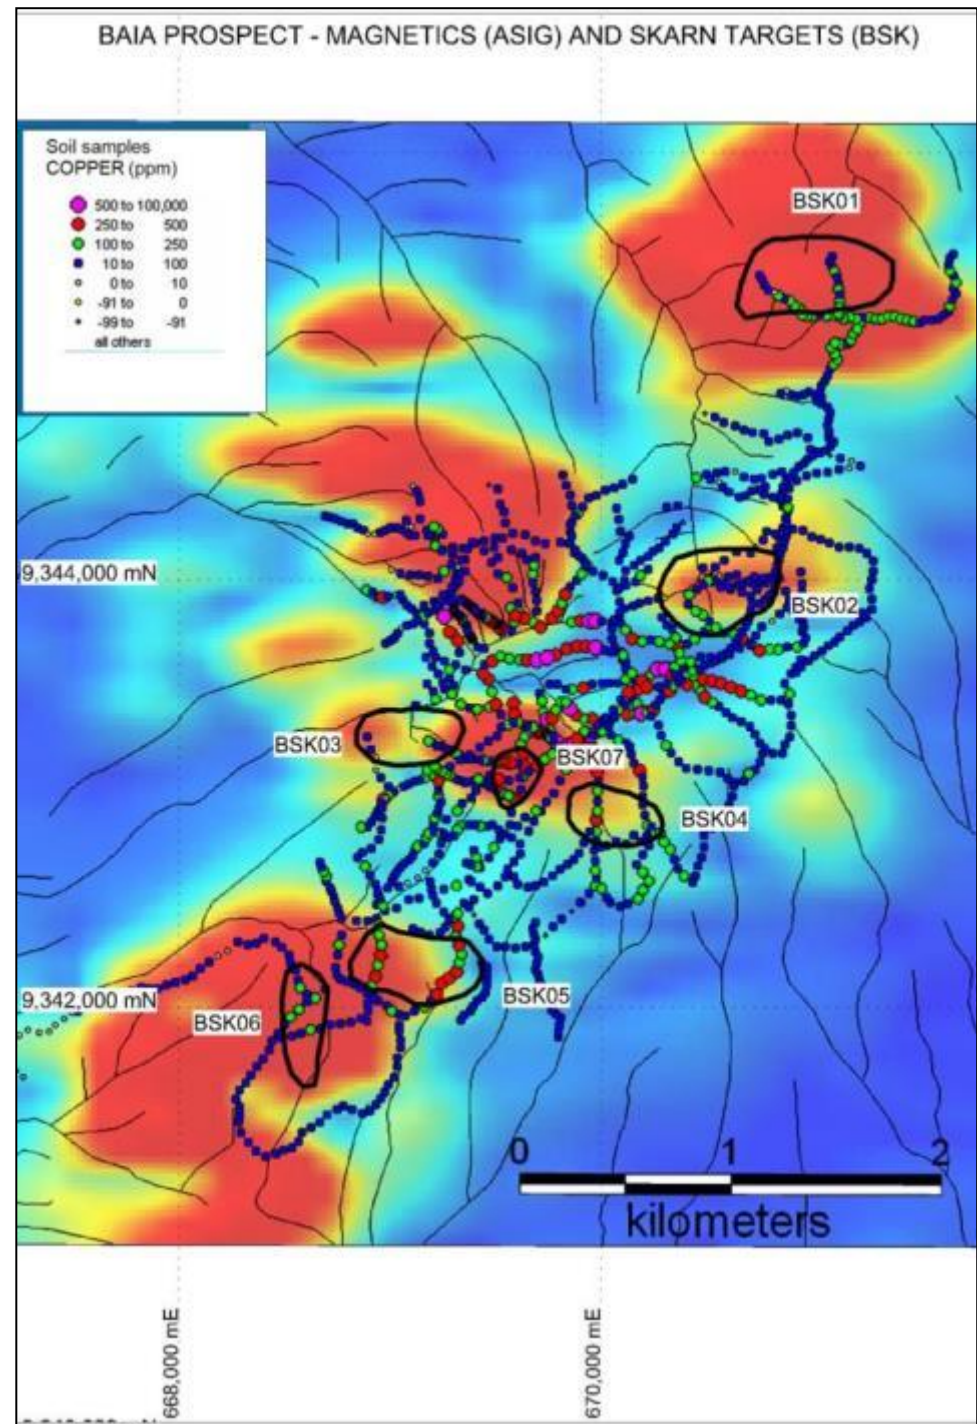 BAIA PROSPECT - MAGNETICS (ASIG) AND SKARN TARGETS (BSK)
Soil samples
COPPER (ppm)
500 to 100,000
250 to 500
100 to 250
10 to 100
0 to 10
-91 to 0
-99 to -91
all others
BSK01
9,344,000 mN
BSK02
BSK03
BSK07
BSK04
BSK05
9,342,000 mN
BSK06
0 1 2
kilometers
668,000 mE
670,000 mE